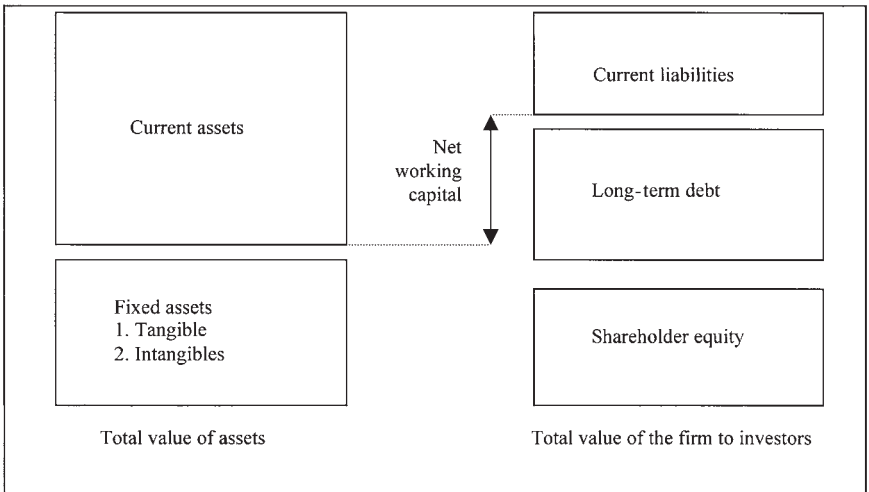 Current assets
Fixed assets
1. Tangible
2. Intangibles
Total value of assets
Net
working
capital
Current liabilities
Long-term debt
Shareholder equity
Total value of the firm to investors